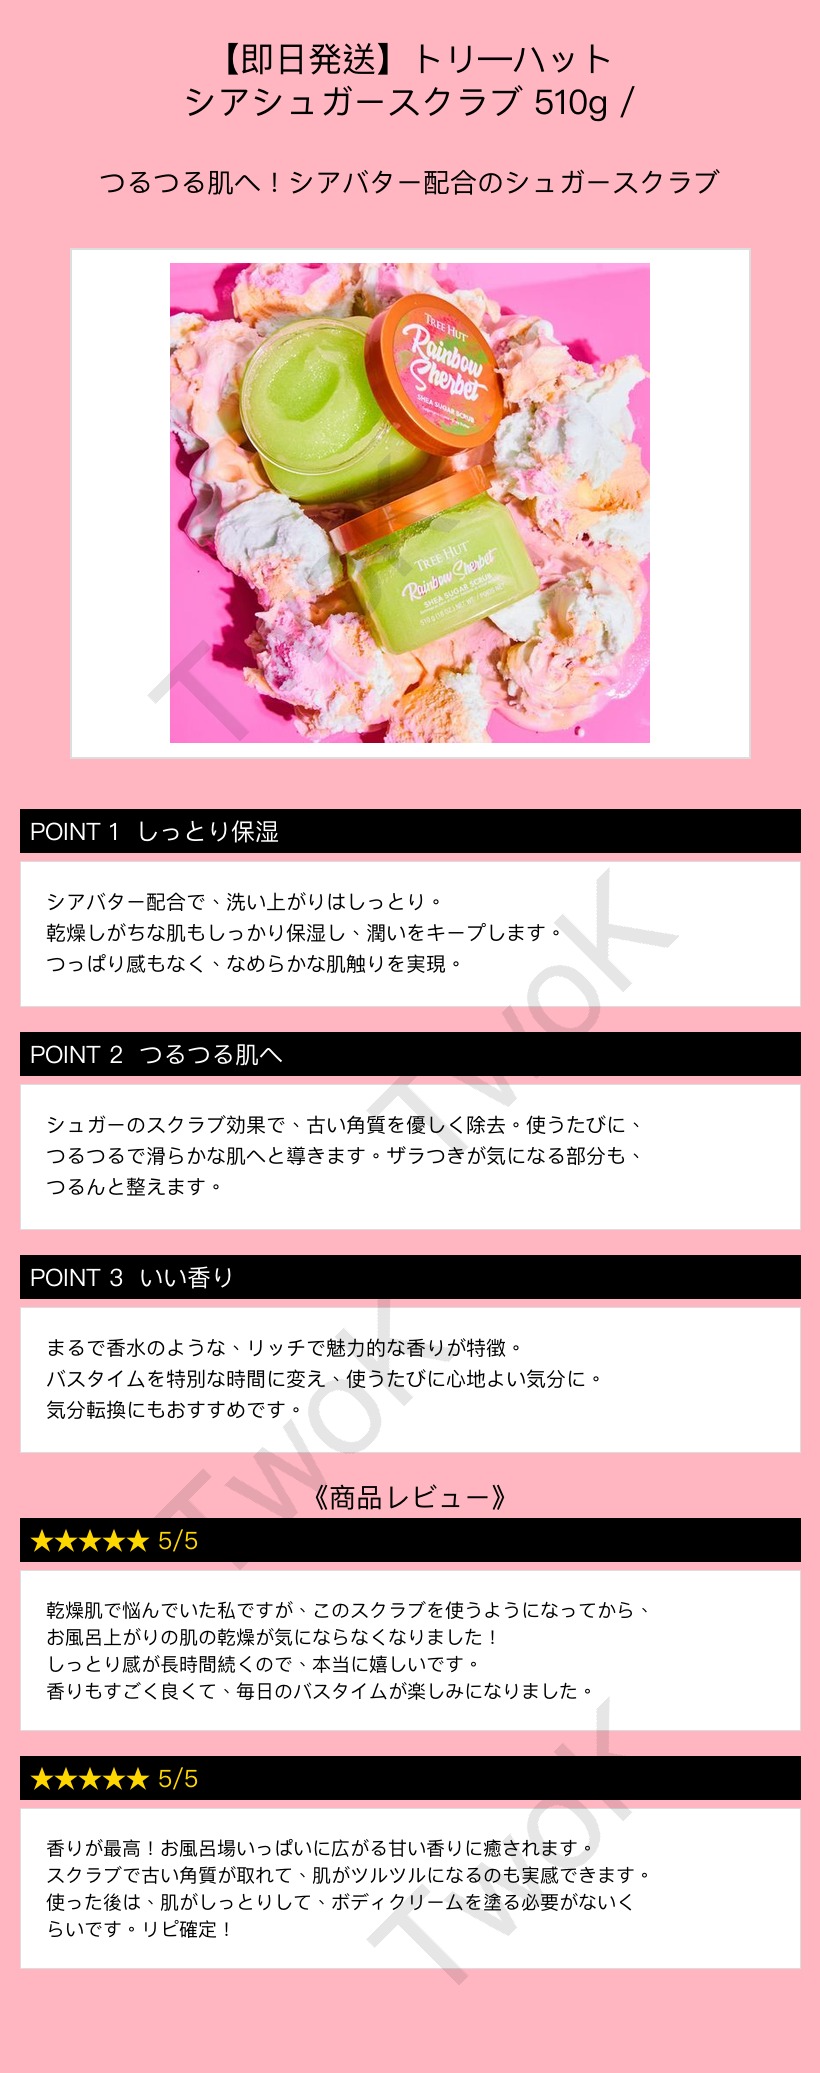 【即日発送】トリーハット
シアシュガースクラブ 510g /
つるつる肌へ！シアバター配合のシュガースクラブ
TREE HUT
Rainbow
Sherbet
SHEA SUGAR SCRUB
TREE HUT
Rainbow Sherbet
SHEA SUGAR SCRUB
POINT 1 しっとり保湿
シアバター配合で、洗い上がりはしっとり。
乾燥しがちな肌もしっかり保湿し、潤いをキープします。
つっぱり感もなく、なめらかな肌触りを実現。
TwoK
POINT 2 つるつる肌へ
シュガーのスクラブ効果で、古い角質を優しく除去。使うたびに、
つるつるで滑らかな肌へと導きます。ザラつきが気になる部分も、
つるんと整えます。
POINT 3 いい香り
まるで香水のような、リッチで魅力的な香りが特徴。
バスタイムを特別な時間に変え、使うたびに心地よい気分に。
気分転換にもおすすめです。
TwoK
《商品レビュー》
★★★★★ 5/5
乾燥肌で悩んでいた私ですが、このスクラブを使うようになってから、
お風呂上がりの肌の乾燥が気にならなくなりました！
しっとり感が長時間続くので、本当に嬉しいです。
香りもすごく良くて、毎日のバスタイムが楽しみになりました。
★★★★★ 5/5
香りが最高！お風呂場いっぱいに広がる甘い香りに癒されます。
スクラブで古い角質が取れて、肌がツルツルになるのも実感できます。
使った後は、肌がしっとりして、ボディクリームを塗る必要がないく
らいです。リピ確定！
TwoK